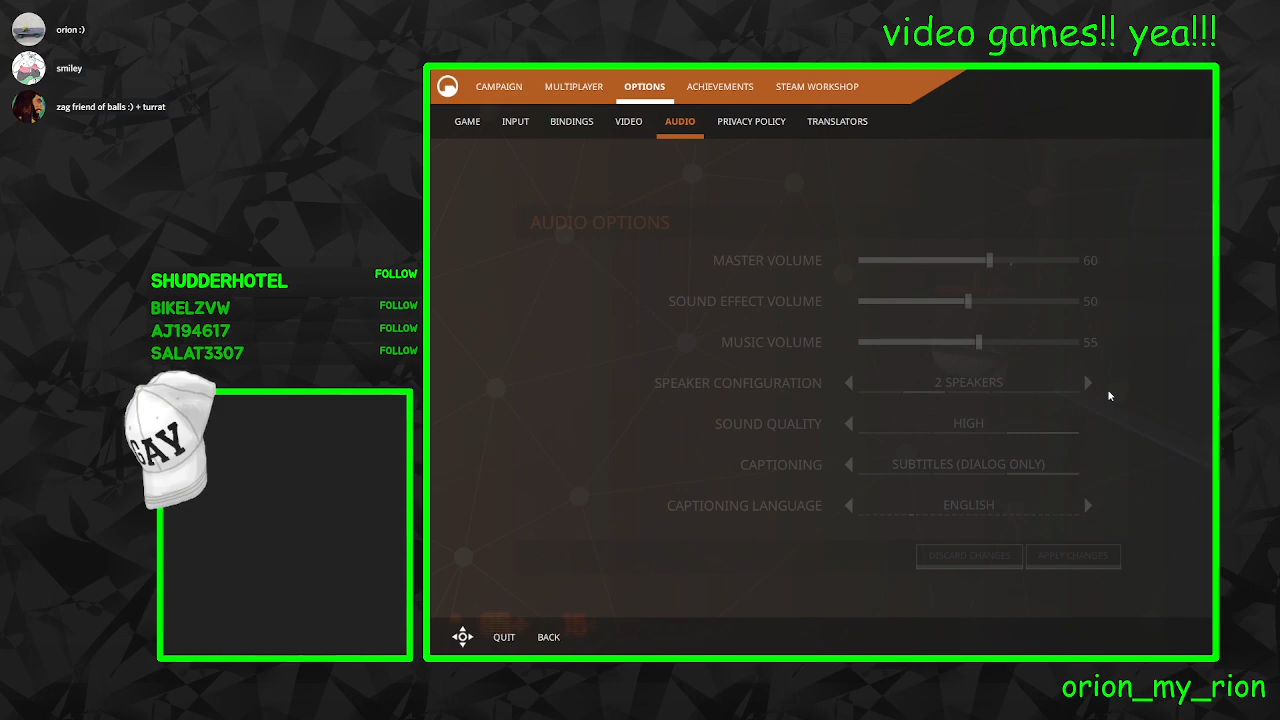 orion :)
smiley
zag friend of balls :) + turrat
video games!! yea!!!
CAMPAIGN MULTIPLAYER OPTIONS ACHIEVEMENTS STEAM WORKSHOP
GAME INPUT BINDINGS VIDEO AUDIO PRIVACY POLICY TRANSLATORS
AUDIO OPTIONS
MASTER VOLUME 60
SOUND EFFECT VOLUME 50
MUSIC VOLUME 55
SPEAKER CONFIGURATION 2 SPEAKERS
SOUND QUALITY HIGH
CAPTIONING SUBTITLES (DIALOG ONLY)
CAPTIONING LANGUAGE ENGLISH
DISCARD CHANGES APPLY CHANGES
QUIT BACK
SHUDDERHOTEL FOLLOW
BIKELZVW FOLLOW
AJ194617 FOLLOW
SALAT3307 FOLLOW
GAY
orion_my_rion